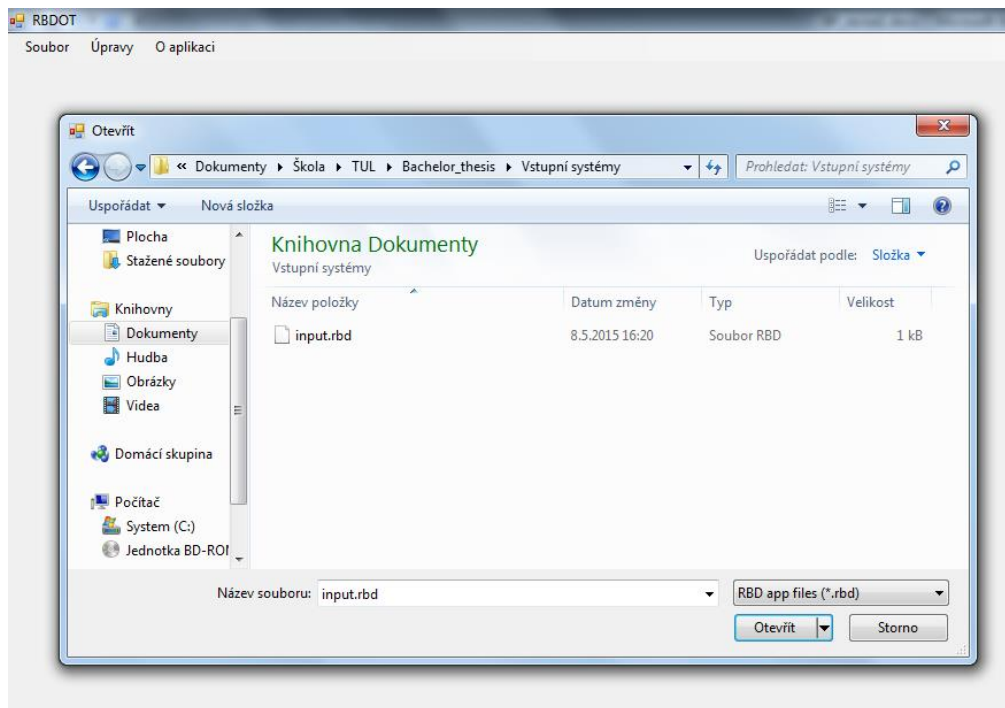 RBDOT
Soubor Úpravy O aplikaci
Otevřít
« Dokumenty ▸ Škola ▸ TUL ▸ Bachelor_thesis ▸ Vstupní systémy
Prohledat: Vstupní systémy
Uspořádat Nová složka
Plocha
Stažené soubory
Knihovny
Dokumenty
Hudba
Obrázky
Videa
Domácí skupina
Počítač
System (C:)
Jednotka BD-RO
Knihovna Dokumenty
Vstupní systémy
Uspořádat podle: Složka
Název položky Datum změny Typ Velikost
input.rbd 8.5.2015 16:20 Soubor RBD 1 kB
Název souboru: input.rbd
RBD app files (*.rbd)
Otevřít Storno